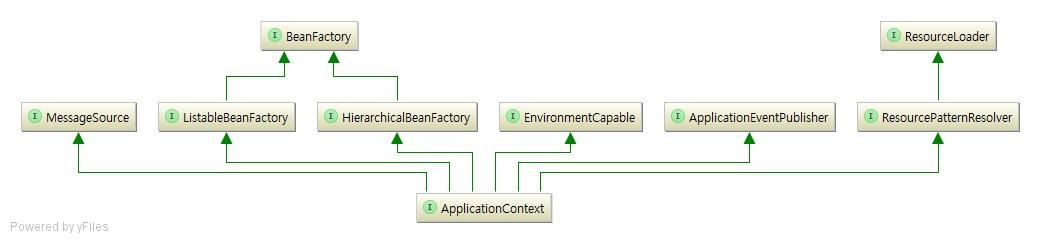 I BeanFactory
I ResourceLoader
I MessageSource
I ListableBeanFactory
I HierarchicalBeanFactory
I EnvironmentCapable
I ApplicationEventPublisher
I ResourcePatternResolver
I ApplicationContext
Powered by yFiles